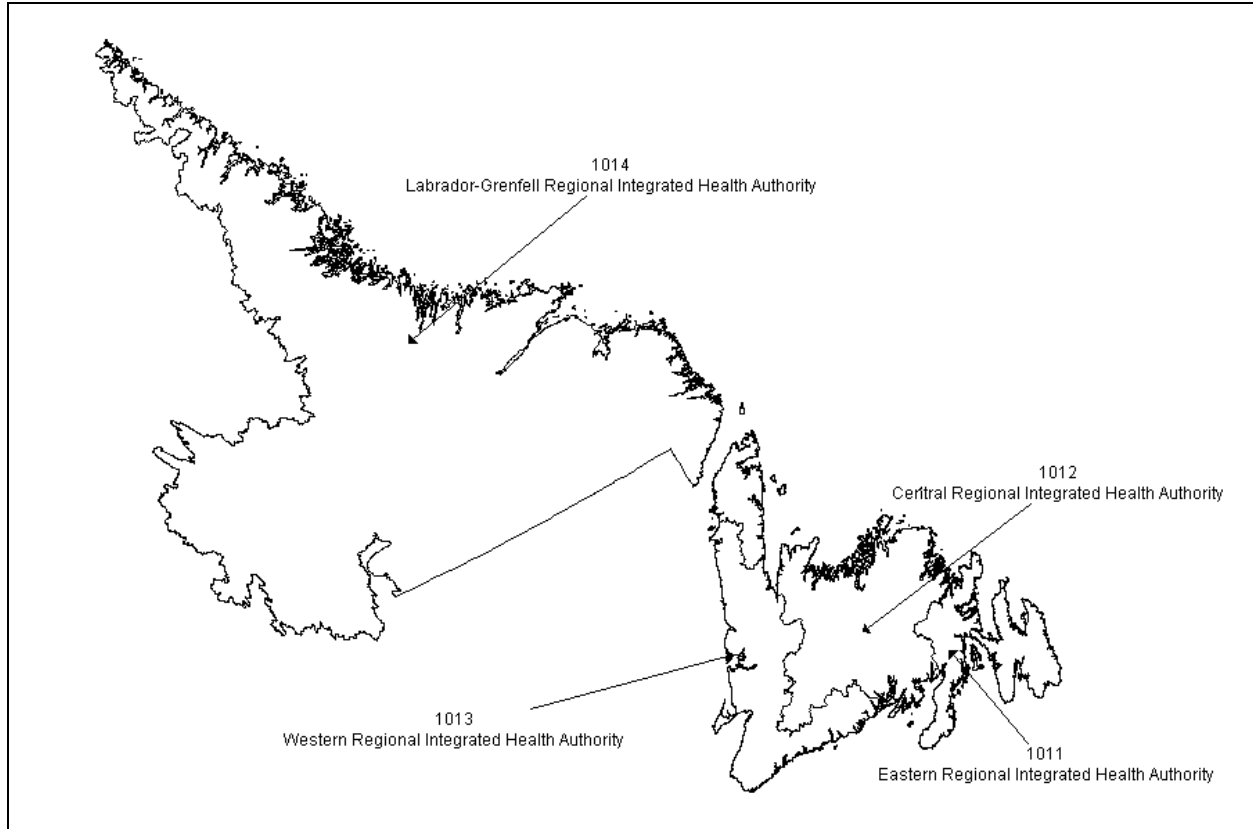 1014
Labrador-Grenfell Regional Integrated Health Authority
1012
Central Regional Integrated Health Authority
1013
Western Regional Integrated Health Authority
1011
Eastern Regional Integrated Health Authority